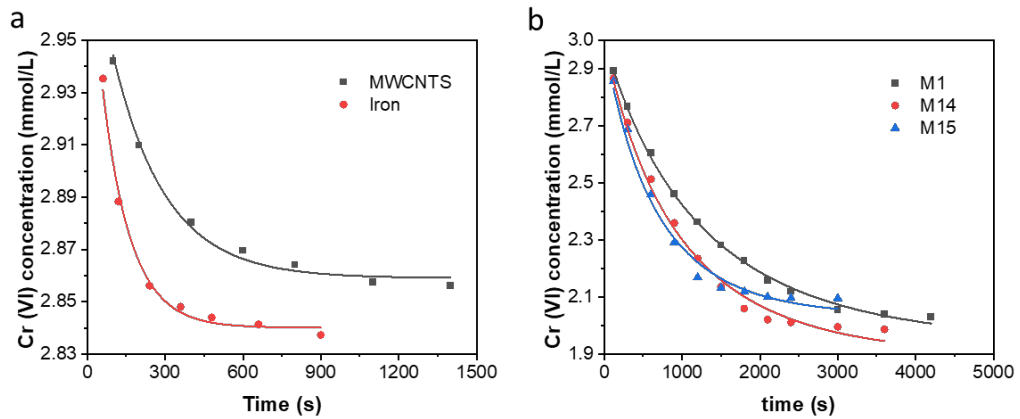 a
2.95
2.93
2.91
2.89
2.87
2.85
2.83
0 300 600 900 1200 1500
Time (s)
Cr (VI) concentration (mmol/L)
MWCNTS
Iron
b
3.0
2.9
2.7
2.5
2.3
2.1
1.9
0 1000 2000 3000 4000 5000
time (s)
Cr (VI) concentration (mmol/L)
M1
M14
M15